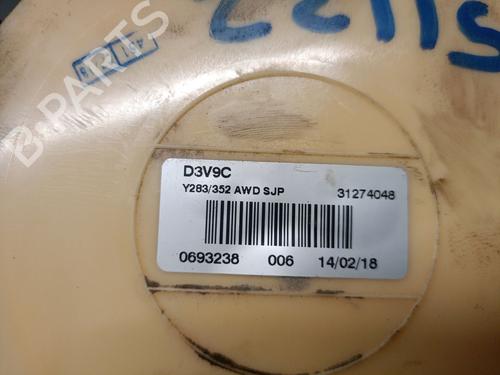 B-PARTS
D3V9C
Y283/352 AWD SJP 31274048
0693238 006 14/02/18